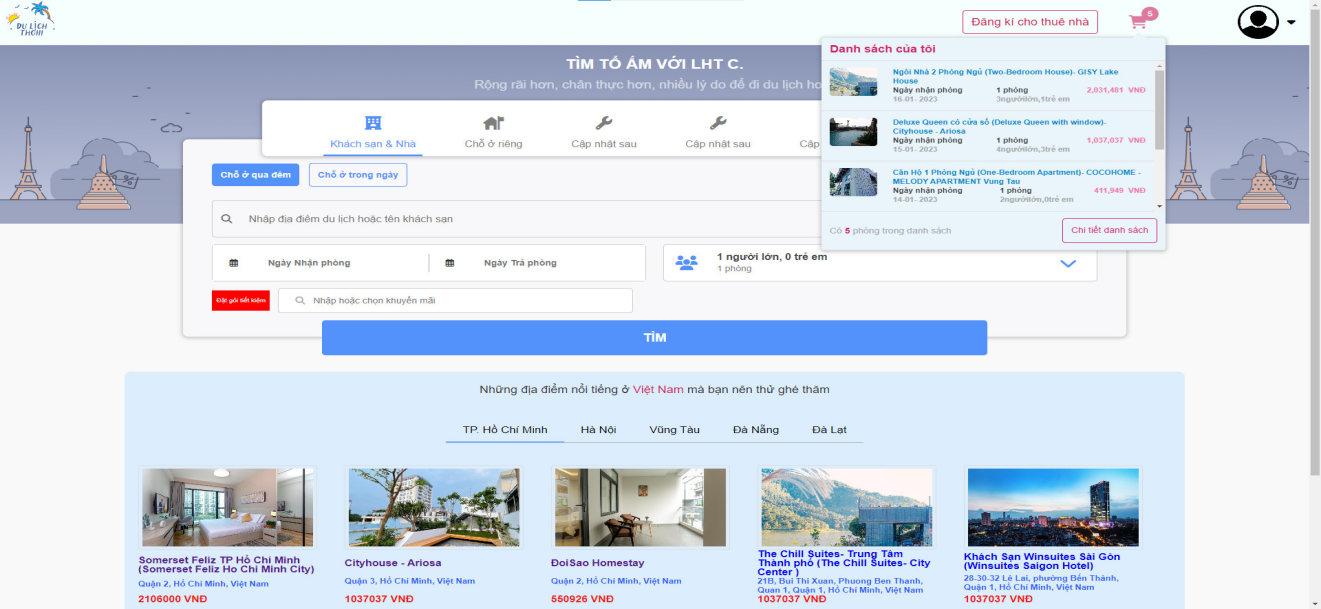 DU LỊCH
THÔII
Đăng kí cho thuê nhà
5
TÌM TỔ ẤM VỚI LHT C.
Rộng rãi hơn, chân thực hơn, nhiều lý do để đi du lịch
Danh sách của tôi
Ngôi Nhà 2 Phòng Ngủ (Two-Bedroom House)- GISY Lake
House
Ngày nhận phòng 1 phòng 2,031,481 VNĐ
16-01- 2023 3ngườilớn,1trẻ em
Deluxe Queen có cửa sổ (Deluxe Queen with window)-
Cityhouse - Ariosa
Ngày nhận phòng 1 phòng 1,037,037 VNĐ
15-01- 2023 4ngườilớn,3trẻ em
Căn Hộ 1 Phòng Ngủ (One-Bedroom Apartment)- COCOHOME -
MELODY APARTMENT Vung Tau
Ngày nhận phòng 1 phòng 411,949 VNĐ
14-01- 2023 2ngườilớn,0trẻ em
Có 5 phòng trong danh sách
Chi tiết danh sách
Khách sạn & Nhà
Chỗ ở riêng
Cập nhật sau
Cập nhật sau
Cập
Chỗ ở qua đêm
Chỗ ở trong ngày
Nhập địa điểm du lịch hoặc tên khách sạn
Ngày Nhận phòng
Ngày Trả phòng
1 người lớn, 0 trẻ em
1 phòng
Đặt gói tiết kiệm
Nhập hoặc chọn khuyến mãi
TÌM
Những địa điểm nổi tiếng ở Việt Nam mà bạn nên thử ghé thăm
TP. Hồ Chí Minh
Hà Nội
Vũng Tàu
Đà Nẵng
Đà Lạt
Somerset Feliz TP Hồ Chí Minh
(Somerset Feliz Ho Chi Minh City)
Quận 2, Hồ Chí Minh, Việt Nam
2106000 VNĐ
Cityhouse - Ariosa
Quận 3, Hồ Chí Minh, Việt Nam
1037037 VNĐ
ĐoiSao Homestay
Quận 2, Hồ Chí Minh, Việt Nam
550926 VNĐ
The Chill Suites- Trung Tâm
Thành phố (The Chill Suites- City
Center )
21B, Bui Thi Xuan, Phuong Ben Thanh,
Quan 1, Quận 1, Hồ Chí Minh, Việt Nam
1037037 VNĐ
Khách Sạn Winsuites Sài Gòn
(Winsuites Saigon Hotel)
28-30-32 Lê Lai, phường Bến Thành,
Quận 1, Hồ Chí Minh, Việt Nam
1037037 VNĐ